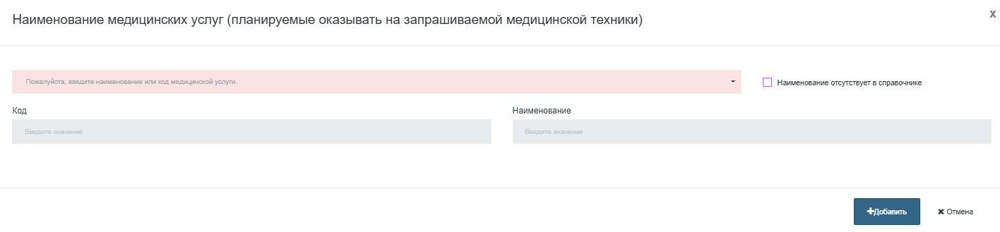 Наименование медицинских услуг (планируемые оказывать на запрашиваемой медицинской техники)
x
Пожалуйста, введите наименование или код медицинской услуги.
Наименование отсутствует в справочнике
Код
Наименование
Введите значение
Введите значение
Добавить
Отмена